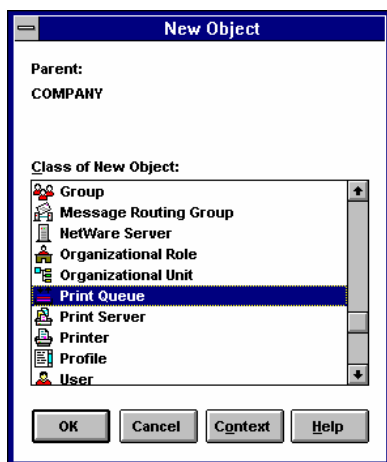 New Object
Parent:
COMPANY
Class of New Object:
Group
Message Routing Group
NetWare Server
Organizational Role
Organizational Unit
Print Queue
Print Server
Printer
Profile
User
OK Cancel Context Help